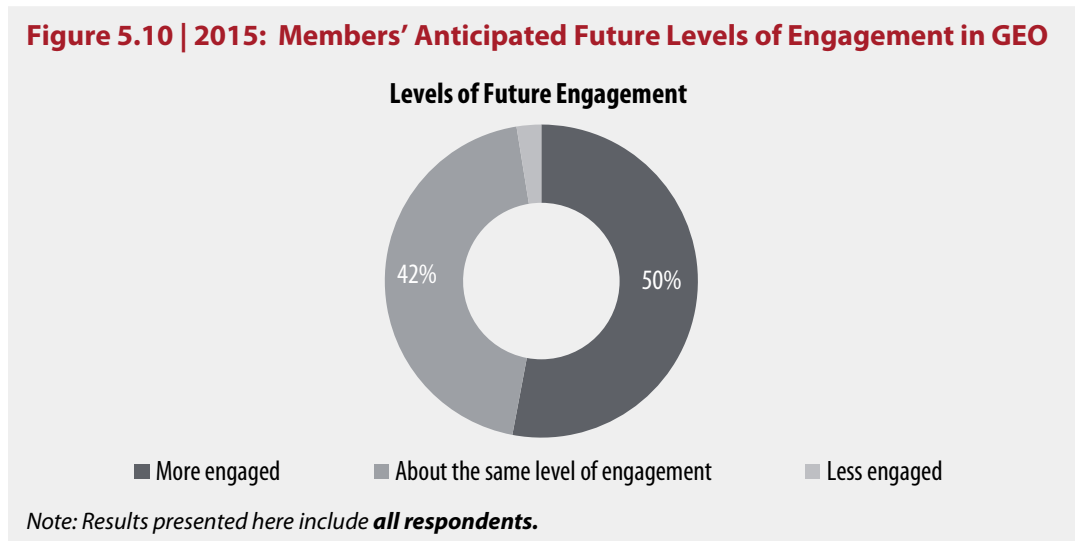 Figure 5.10 | 2015: Members’ Anticipated Future Levels of Engagement in GEO
Levels of Future Engagement
42%
50%
More engaged
About the same level of engagement
Less engaged
Note: Results presented here include all respondents.